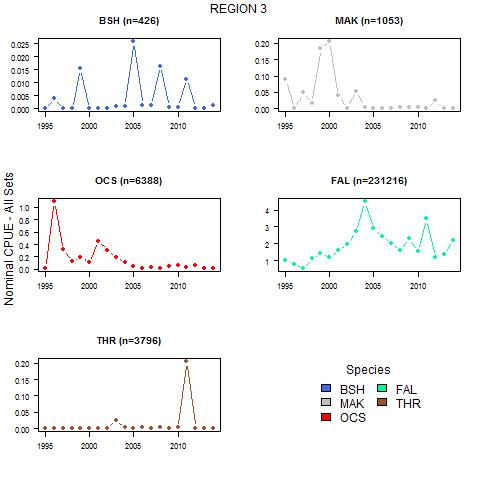 REGION 3
BSH (n=426)
MAK (n=1053)
0.025
0.020
0.015
0.010
0.005
0.000
1995 2000 2005 2010
0.20
0.15
0.10
0.05
0.00
1995 2000 2005 2010
Nominal CPUE - All Sets
OCS (n=6388)
FAL (n=231216)
1.0
0.8
0.6
0.4
0.2
0.0
1995 2000 2005 2010
4
3
2
1
1995 2000 2005 2010
THR (n=3796)
0.20
0.15
0.10
0.05
0.00
1995 2000 2005 2010
Species
BSH FAL
MAK THR
OCS